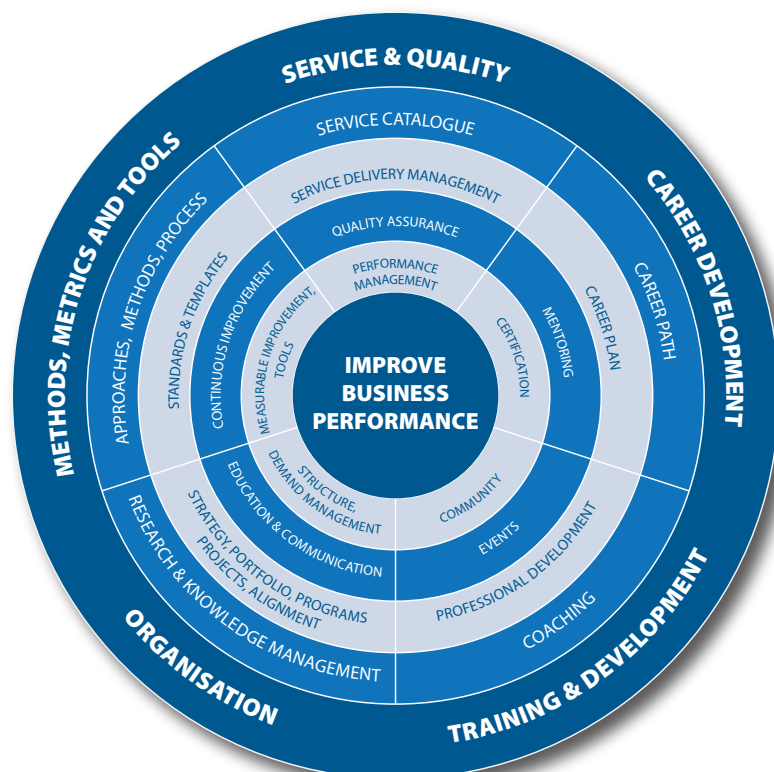 SERVICE & QUALITY
SERVICE CATALOGUE
SERVICE DELIVERY MANAGEMENT
QUALITY ASSURANCE
PERFORMANCE
MANAGEMENT
CAREER DEVELOPMENT
CAREER PATH
CAREER PLAN
MENTORING
CERTIFICATION
TRAINING & DEVELOPMENT
COACHING
PROFESSIONAL DEVELOPMENT
EVENTS
COMMUNITY
ORGANISATION
RESEARCH & KNOWLEDGE MANAGEMENT
STRATEGY, PORTFOLIO, PROGRAMS
PROJECTS, ALIGNMENT
EDUCATION & COMMUNICATION
STRUCTURE,
DEMAND MANAGEMENT
METHODS, METRICS AND TOOLS
APPROACHES, METHODS, PROCESS
STANDARDS & TEMPLATES
CONTINUOUS IMPROVEMENT
MEASURABLE IMPROVEMENT,
TOOLS
IMPROVE
BUSINESS
PERFORMANCE